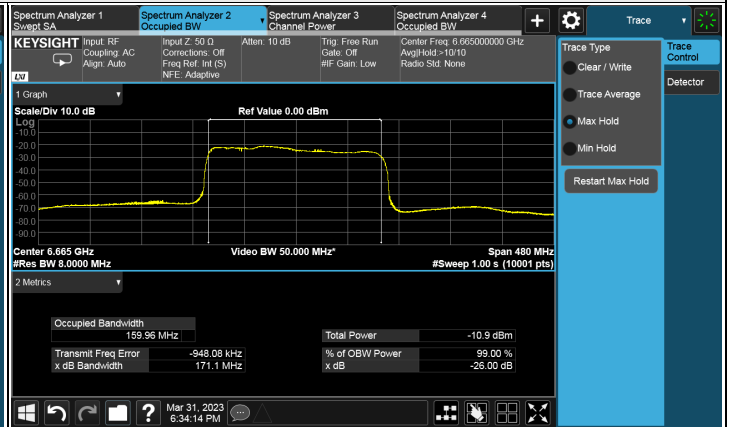 Spectrum Analyzer 1
Swept SA
Spectrum Analyzer 2
Occupied BW
Spectrum Analyzer 3
Channel Power
Spectrum Analyzer 4
Occupied BW
+
Trace
KEYSIGHT
LXI
Input: RF
Coupling: AC
Align: Auto
Input Z: 50 Ω
Corrections: Off
Freq Ref: Int (S)
NFE: Adaptive
Atten: 10 dB
Trig: Free Run
Gate: Off
#IF Gain: Low
Center Freq: 6.665000000 GHz
Avg|Hold:>10/10
Radio Std: None
Trace Type
Clear / Write
Trace Average
Max Hold
Min Hold
Restart Max Hold
Trace
Control
Detector
1 Graph
Scale/Div 10.0 dB
Ref Value 0.00 dBm
Log
-10.0
-20.0
-30.0
-40.0
-50.0
-60.0
-70.0
-80.0
-90.0
Center 6.665 GHz
#Res BW 8.0000 MHz
Video BW 50.000 MHz*
Span 480 MHz
#Sweep 1.00 s (10001 pts)
2 Metrics
Occupied Bandwidth
159.96 MHz
Transmit Freq Error -948.08 kHz
x dB Bandwidth 171.1 MHz
Total Power -10.9 dBm
% of OBW Power 99.00 %
x dB -26.00 dB
?
Mar 31, 2023
6:34:14 PM